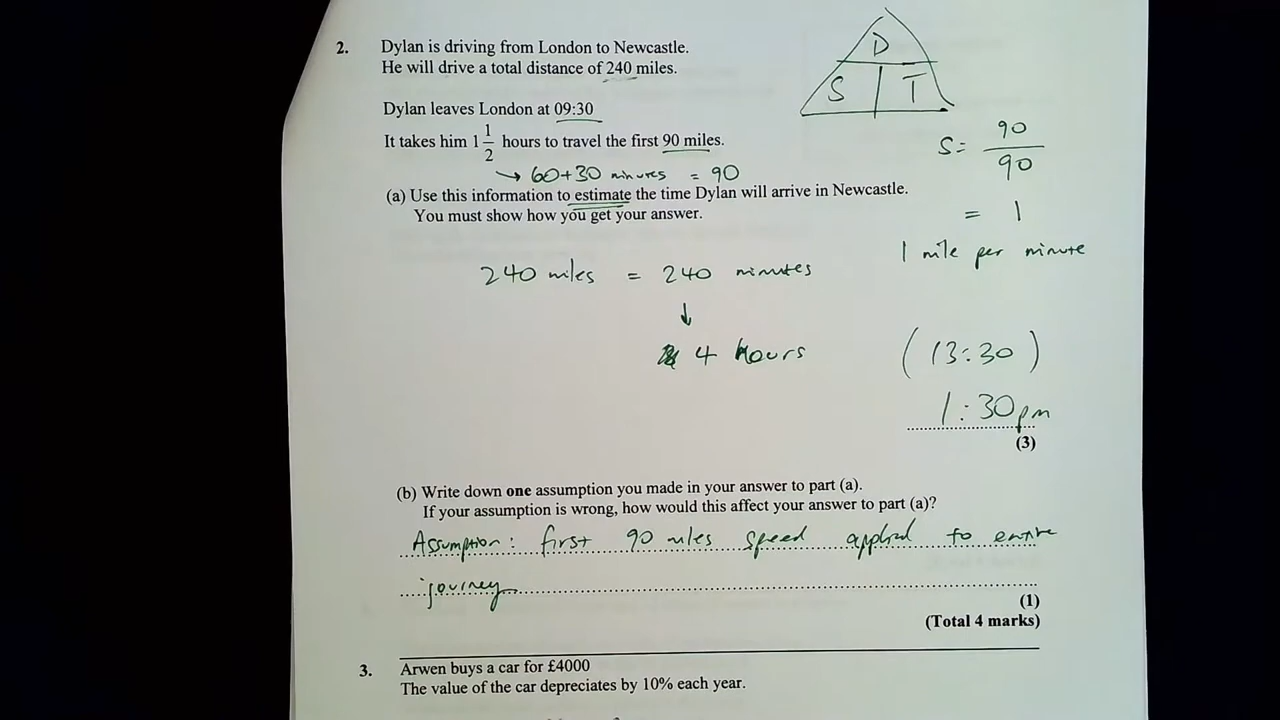 2. Dylan is driving from London to Newcastle.
He will drive a total distance of 240 miles.
D
S T
Dylan leaves London at 09:30
It takes him 1 1/2 hours to travel the first 90 miles.
→ 60+30 minutes = 90
S = 90/90
(a) Use this information to estimate the time Dylan will arrive in Newcastle.
You must show how you get your answer.
= 1
1 mile per minute
240 miles = 240 minutes
↓
4 hours
(13:30)
1:30pm
(3)
(b) Write down one assumption you made in your answer to part (a).
If your assumption is wrong, how would this affect your answer to part (a)?
Assumption: first 90 miles speed applied to entire
journey
(1)
(Total 4 marks)
3. Arwen buys a car for £4000
The value of the car depreciates by 10% each year.